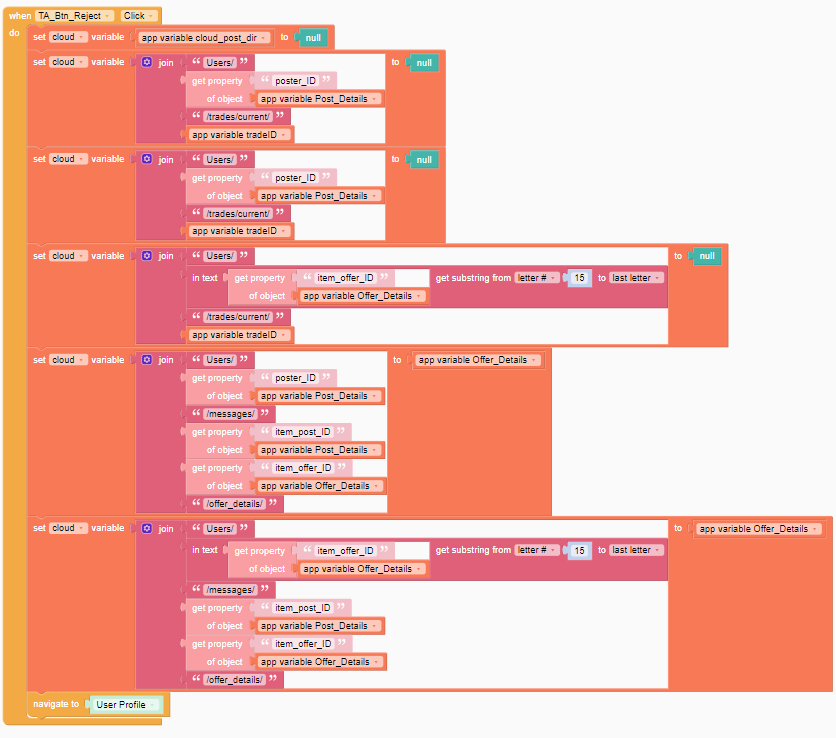 when TA_Btn_Reject Click
do set cloud variable app variable cloud_post_dir to null
set cloud variable join “ Users/ ” to null
get property “ poster_ID ”
of object app variable Post_Details
“ /trades/current/ ”
app variable tradeID
set cloud variable join “ Users/ ” to null
get property “ poster_ID ”
of object app variable Post_Details
“ /trades/current/ ”
app variable tradeID
set cloud variable join “ Users/ ” to null
in text get property “ item_offer_ID ” get substring from letter # 15 to last letter
of object app variable Offer_Details
“ /trades/current/ ”
app variable tradeID
set cloud variable join “ Users/ ” to app variable Offer_Details
get property “ poster_ID ”
of object app variable Post_Details
“ /messages/ ”
get property “ item_post_ID ”
of object app variable Post_Details
get property “ item_offer_ID ”
of object app variable Offer_Details
“ /offer_details/ ”
set cloud variable join “ Users/ ” to app variable Offer_Details
in text get property “ item_offer_ID ” get substring from letter # 15 to last letter
of object app variable Offer_Details
“ /messages/ ”
get property “ item_post_ID ”
of object app variable Post_Details
get property “ item_offer_ID ”
of object app variable Offer_Details
“ /offer_details/ ”
navigate to User Profile